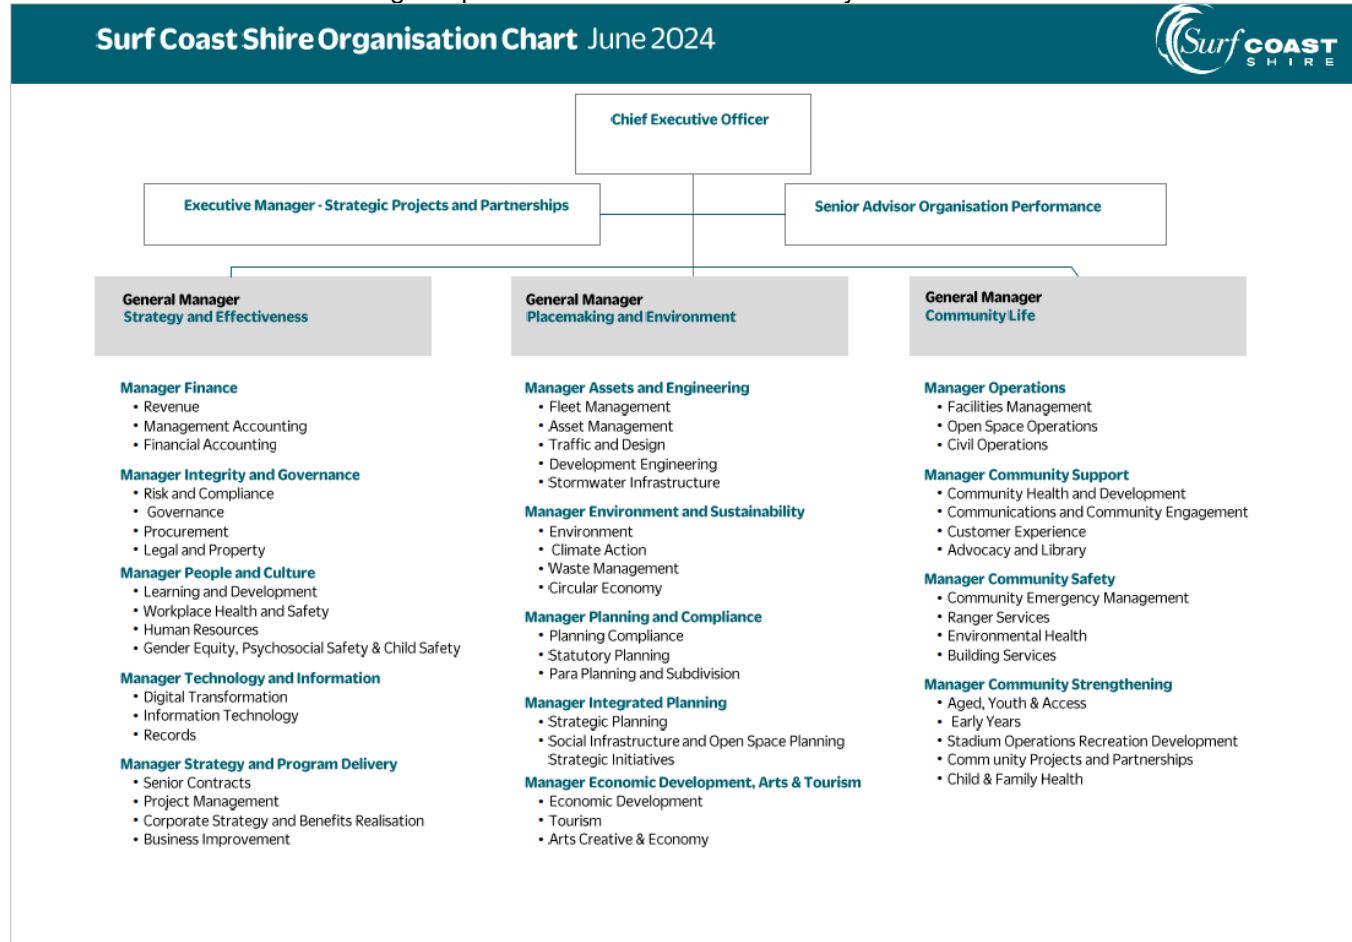 Surf Coast Shire Organisation Chart June 2024
Surf COAST
SHIRE
Chief Executive Officer
Executive Manager - Strategic Projects and Partnerships
Senior Advisor Organisation Performance
General Manager
Strategy and Effectiveness
Manager Finance
• Revenue
• Management Accounting
• Financial Accounting
Manager Integrity and Governance
• Risk and Compliance
• Governance
• Procurement
• Legal and Property
Manager People and Culture
• Learning and Development
• Workplace Health and Safety
• Human Resources
• Gender Equity, Psychosocial Safety & Child Safety
Manager Technology and Information
• Digital Transformation
• Information Technology
• Records
Manager Strategy and Program Delivery
• Senior Contracts
• Project Management
• Corporate Strategy and Benefits Realisation
• Business Improvement
General Manager
Placemaking and Environment
Manager Assets and Engineering
• Fleet Management
• Asset Management
• Traffic and Design
• Development Engineering
• Stormwater Infrastructure
Manager Environment and Sustainability
• Environment
• Climate Action
• Waste Management
• Circular Economy
Manager Planning and Compliance
• Planning Compliance
• Statutory Planning
• Para Planning and Subdivision
Manager Integrated Planning
• Strategic Planning
• Social Infrastructure and Open Space Planning
Strategic Initiatives
Manager Economic Development, Arts & Tourism
• Economic Development
• Tourism
• Arts Creative & Economy
General Manager
Community Life
Manager Operations
• Facilities Management
• Open Space Operations
• Civil Operations
Manager Community Support
• Community Health and Development
• Communications and Community Engagement
• Customer Experience
• Advocacy and Library
Manager Community Safety
• Community Emergency Management
• Ranger Services
• Environmental Health
• Building Services
Manager Community Strengthening
• Aged, Youth & Access
• Early Years
• Stadium Operations Recreation Development
• Com unity Projects and Partnerships
• Child & Family Health